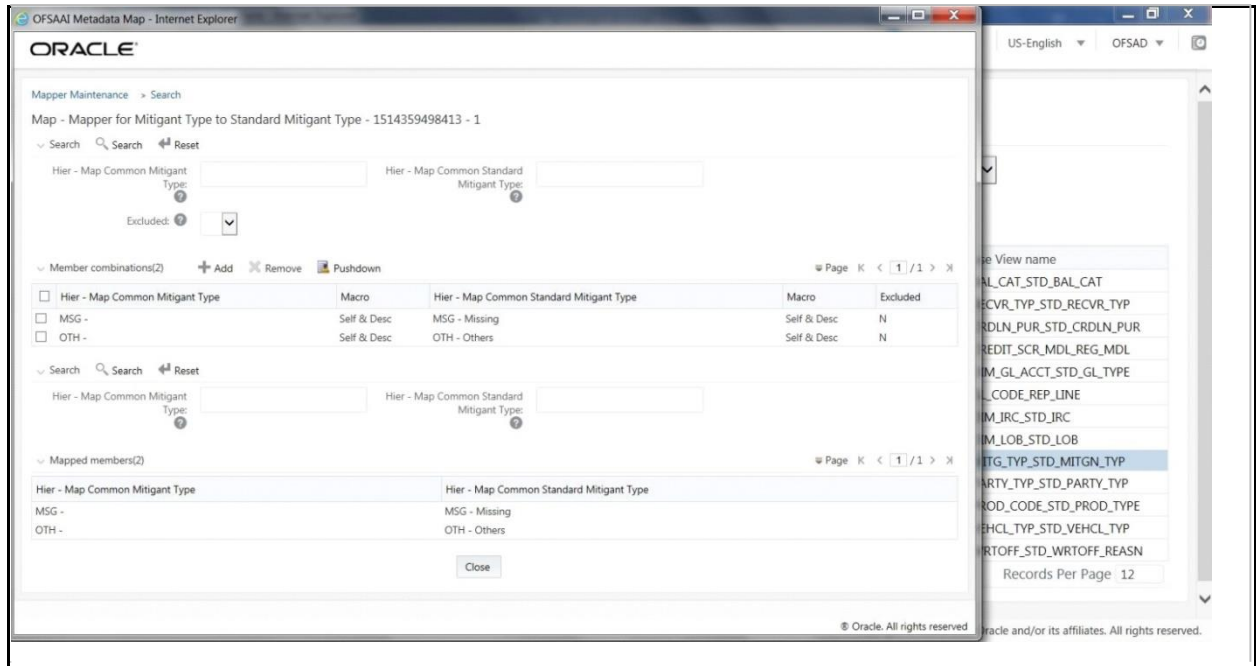 OFSAAI Metadata Map - Internet Explorer
ORACLE
US-English OFSAD
Mapper Maintenance » Search
Map - Mapper for Mitigant Type to Standard Mitigant Type - 1514359498413 - 1
Search Search Reset
Hier - Map Common Mitigant Type:
Hier - Map Common Standard Mitigant Type:
Excluded:
Member combinations(2) Add Remove Pushdown Page 1 / 1
Hier - Map Common Mitigant Type Macro Hier - Map Common Standard Mitigant Type Macro Excluded
MSG - Self & Desc MSG - Missing Self & Desc N
OTH - Self & Desc OTH - Others Self & Desc N
Search Search Reset
Hier - Map Common Mitigant Type:
Hier - Map Common Standard Mitigant Type:
Mapped members(2) Page 1 / 1
Hier - Map Common Mitigant Type Hier - Map Common Standard Mitigant Type
MSG - MSG - Missing
OTH - OTH - Others
Close
® Oracle. All rights reserved
se View name
AL_CAT_STD_BAL_CAT
ECVR_TYP_STD_RECVR_TYP
RDLN_PUR_STD_CRDLN_PUR
REDIT_SCR_MDL_REG_MDL
IM_GL_ACCT_STD_GL_TYPE
L_CODE_REP_LINE
IM_IRC_STD_IRC
IM_LOB_STD_LOB
ITG_TYP_STD_MITGN_TYP
ARTY_TYP_STD_PARTY_TYP
ROD_CODE_STD_PROD_TYPE
EHCL_TYP_STD_VEHCL_TYP
RTOFF_STD_WRTOFF_REASN
Records Per Page 12
Oracle and/or its affiliates. All rights reserved.